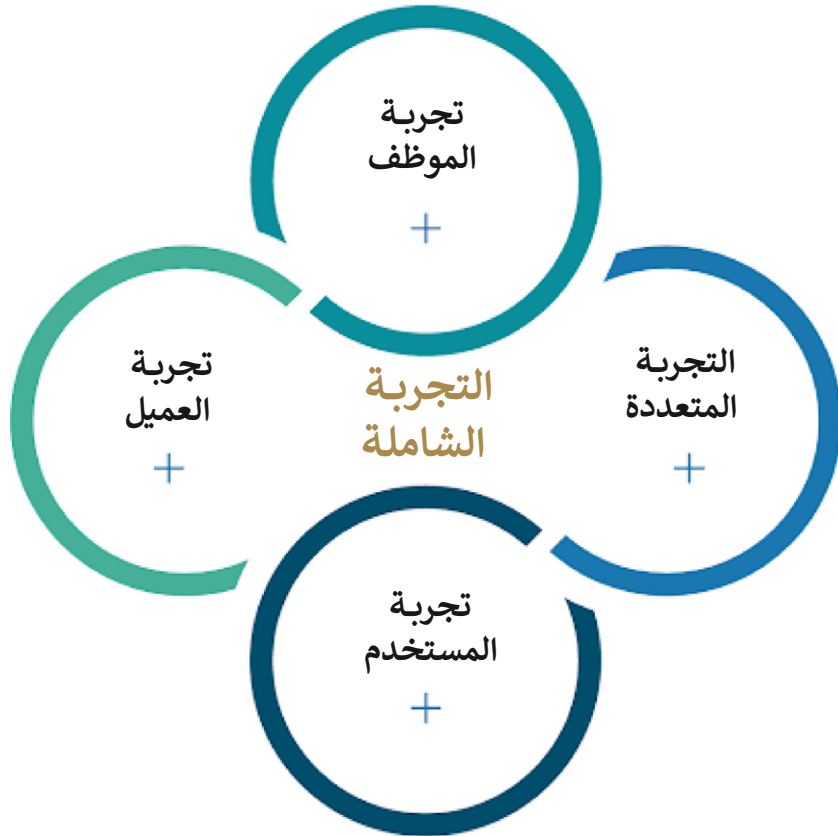 تجربة
الموظف
+
التجربة
المتعددة
+
تجربة
العميل
+
التجربة
الشاملة
تجربة
المستخدم
+